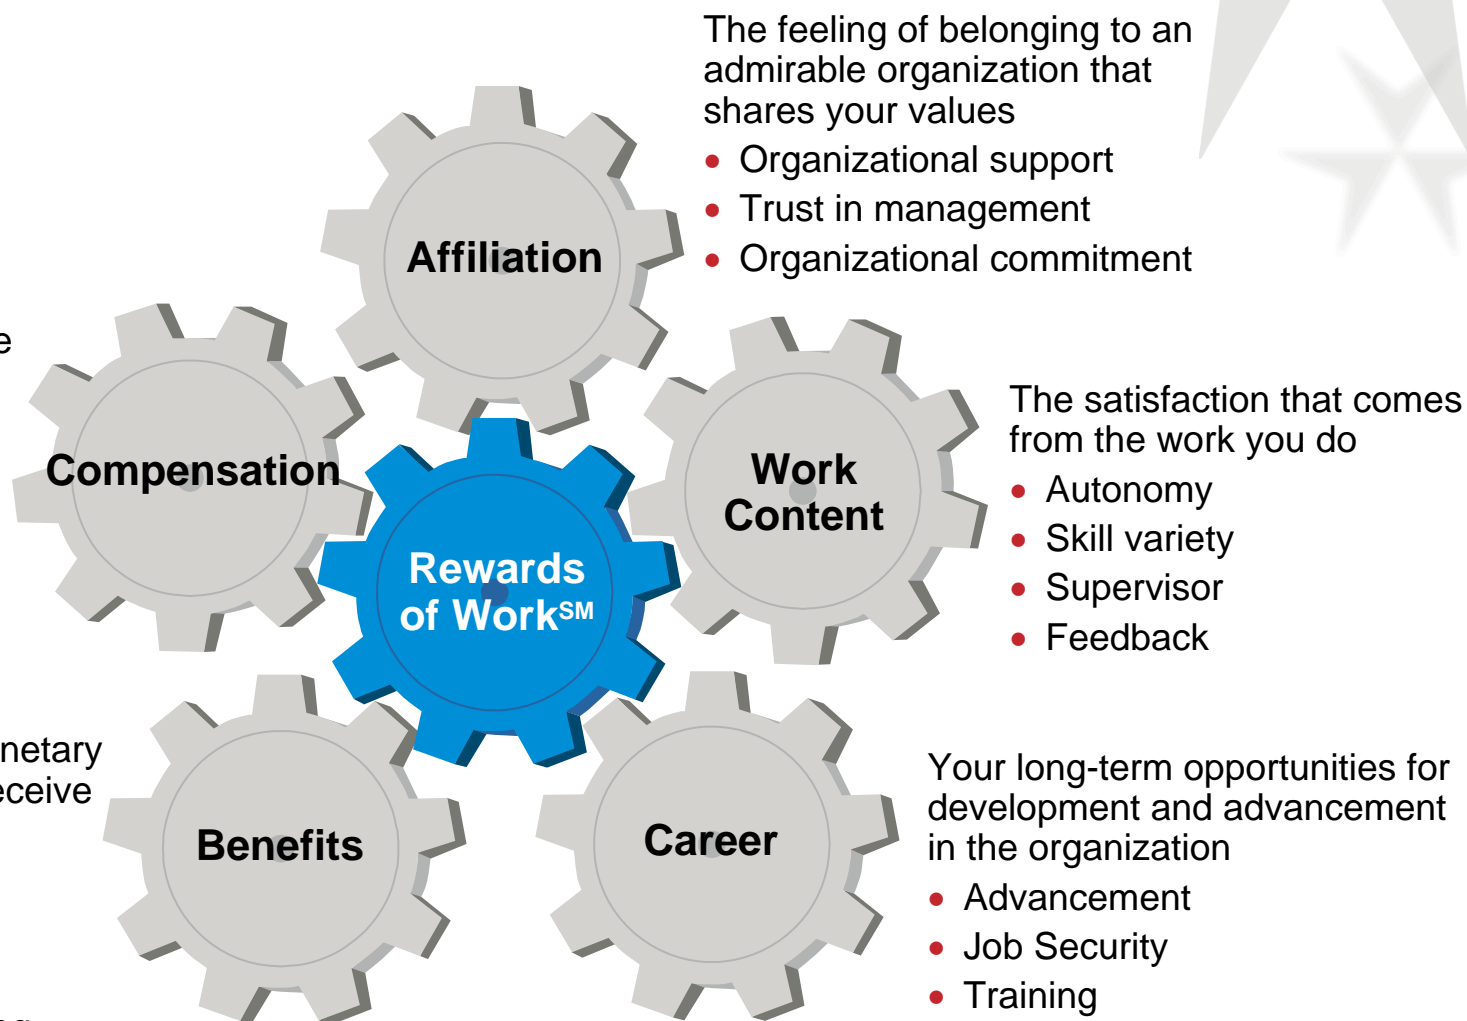 The feeling of belonging to an
admirable organization that
shares your values
• Organizational support
• Trust in management
• Organizational commitment
Affiliation
Compensation
Work
Content
The satisfaction that comes
from the work you do
• Autonomy
• Skill variety
• Supervisor
• Feedback
Rewards
of Work℠
netary
eceive
Benefits
Career
Your long-term opportunities for
development and advancement
in the organization
• Advancement
• Job Security
• Training